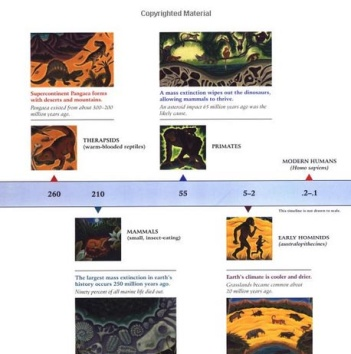 Copyrighted Material
Supercontinent Pangaea forms
with deserts and mountains.
Pangaea existed from about 300–200
million years ago.
A mass extinction wipes out the dinosaurs,
allowing mammals to thrive.
An asteroid impact 65 million years ago was the
likely cause.
THERAPSIDS
(warm-blooded reptiles)
PRIMATES
MODERN HUMANS
(Homo sapiens)
260
210
55
5–2
.2–.1
This timeline is not drawn to scale.
MAMMALS
(small, insect-eating)
EARLY HOMINIDS
(australopithecines)
The largest mass extinction in earth's
history occurs 250 million years ago.
Ninety percent of all marine life died out.
Earth's climate is cooler and drier.
Grasslands became common about
20 million years ago.